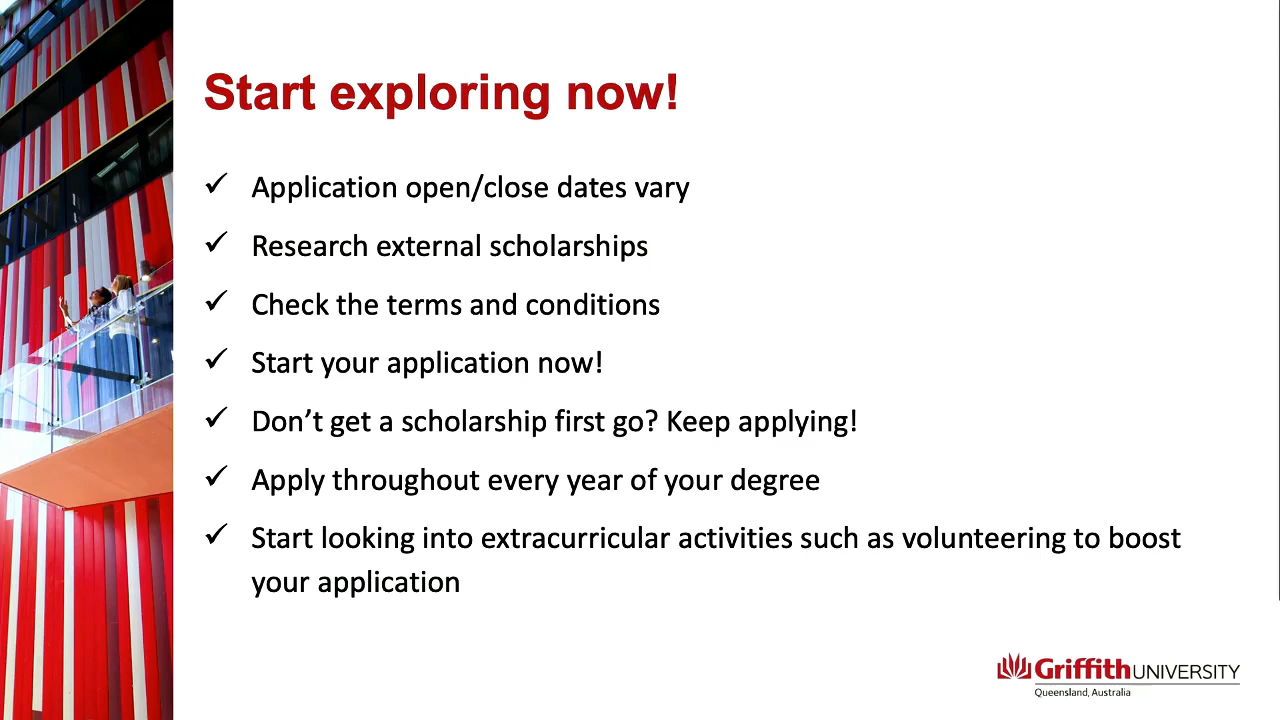 Start exploring now!
Application open/close dates vary
Research external scholarships
Check the terms and conditions
Start your application now!
Don’t get a scholarship first go? Keep applying!
Apply throughout every year of your degree
Start looking into extracurricular activities such as volunteering to boost
your application
Griffith UNIVERSITY
Queensland, Australia